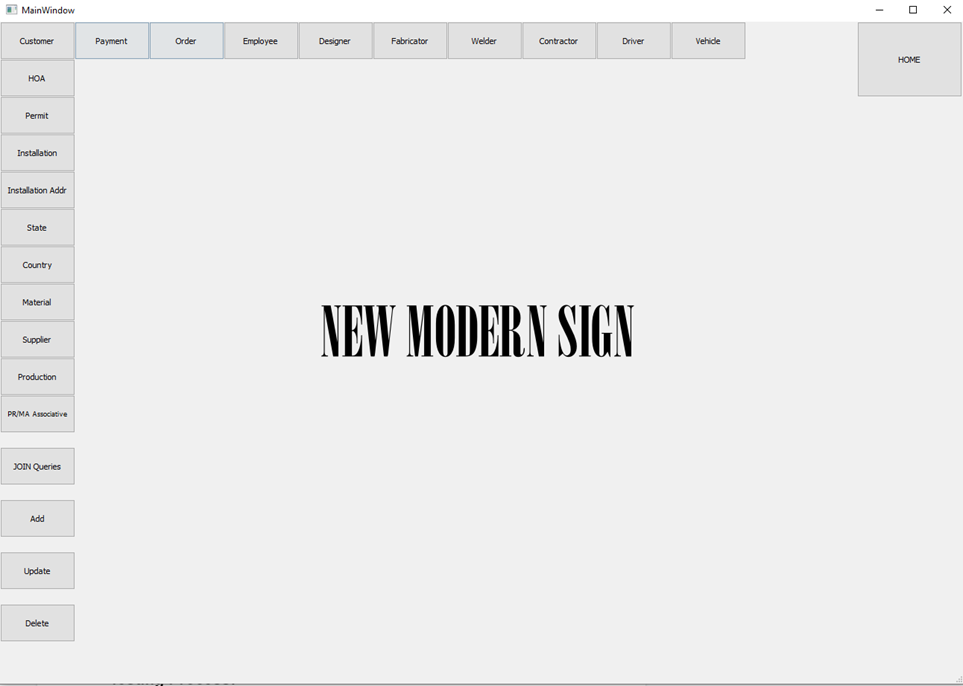 MainWindow
Customer Payment Order Employee Designer Fabricator Welder Contractor Driver Vehicle HOME
HOA
Permit
Installation
Installation Addr
State
Country
Material
Supplier
Production
PR/MA Associative
JOIN Queries
Add
Update
Delete
NEW MODERN SIGN